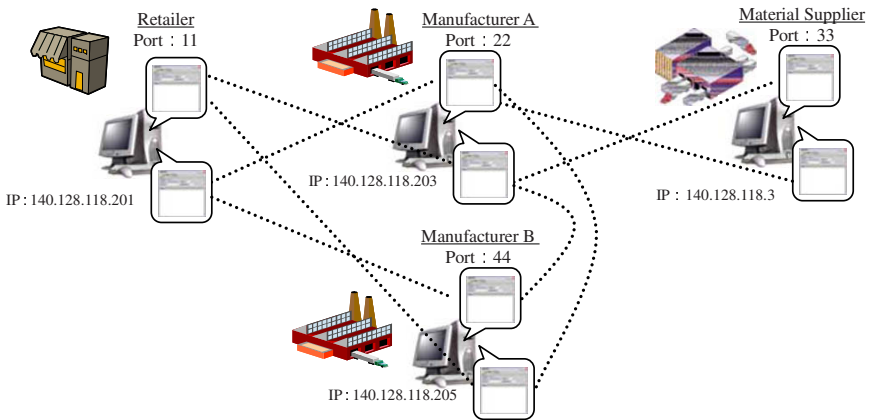 Retailer
Port：11
IP : 140.128.118.201
Manufacturer A
Port：22
IP : 140.128.118.203
Material Supplier
Port：33
IP : 140.128.118.3
Manufacturer B
Port：44
IP : 140.128.118.205